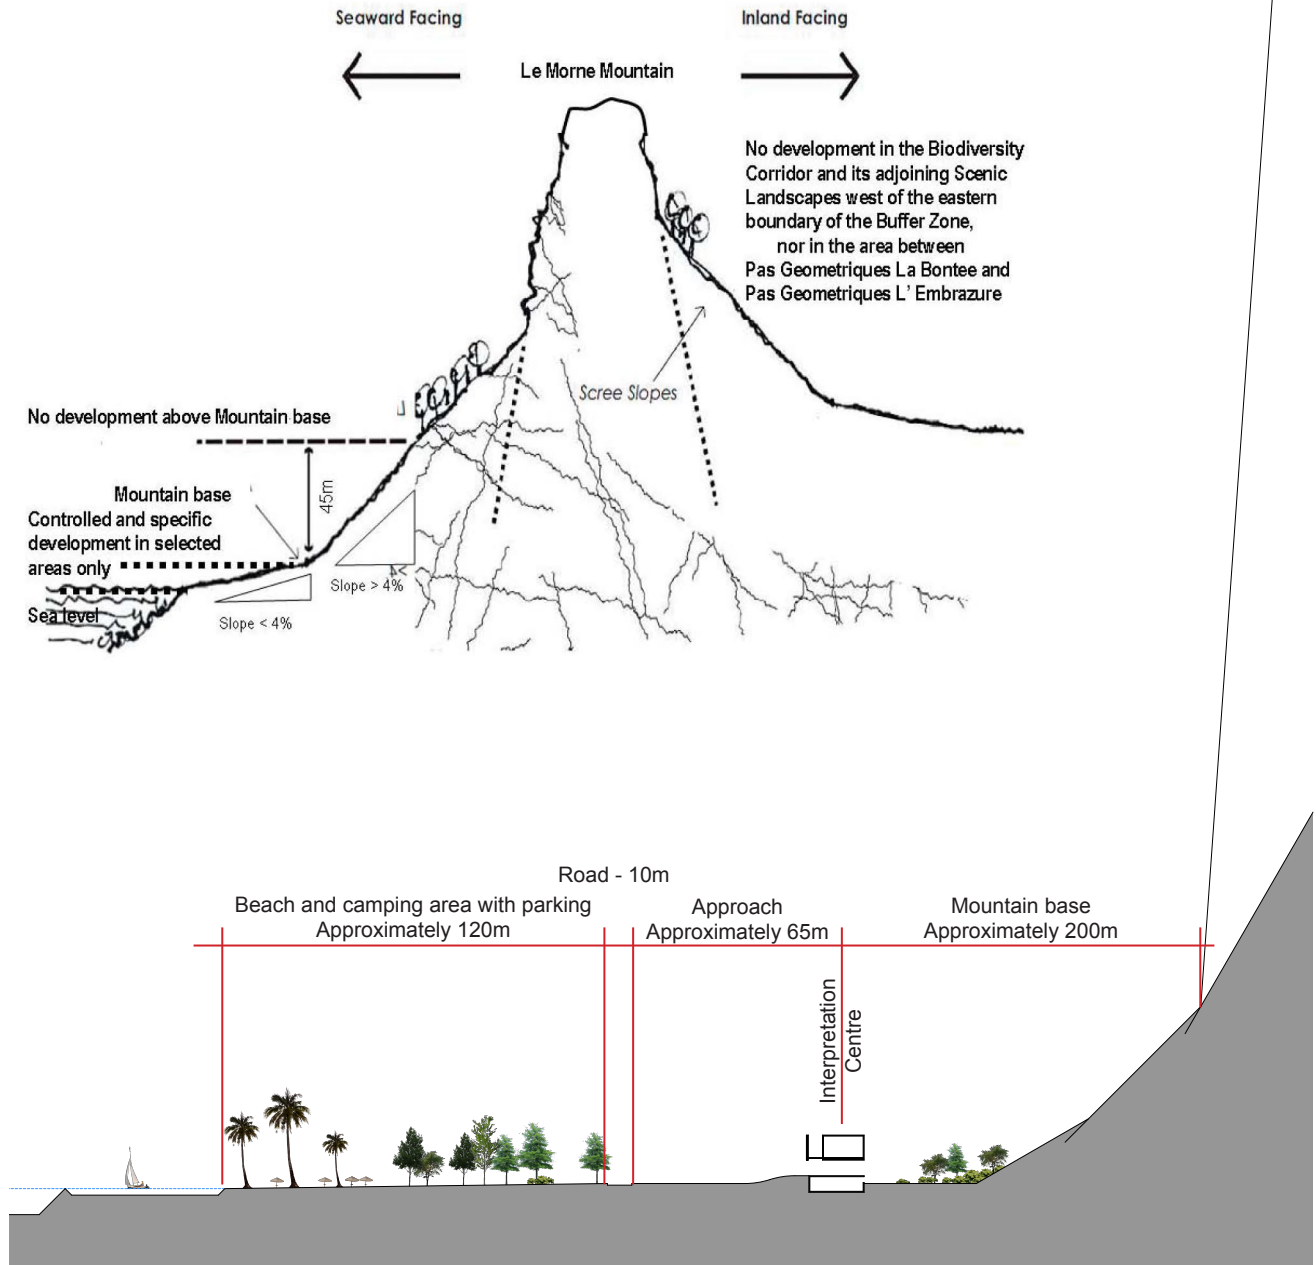 Seaward Facing
Inland Facing
Le Morne Mountain
No development in the Biodiversity
Corridor and its adjoining Scenic
Landscapes west of the eastern
boundary of the Buffer Zone,
nor in the area between
Pas Geometriques La Bontee and
Pas Geometriques L' Embrazure
Scree Slopes
No development above Mountain base
45m
Mountain base
Controlled and specific
development in selected
areas only
Slope > 4%
Sea level
Slope < 4%
Road - 10m
Beach and camping area with parking
Approximately 120m
Approach
Approximately 65m
Mountain base
Approximately 200m
Interpretation
Centre